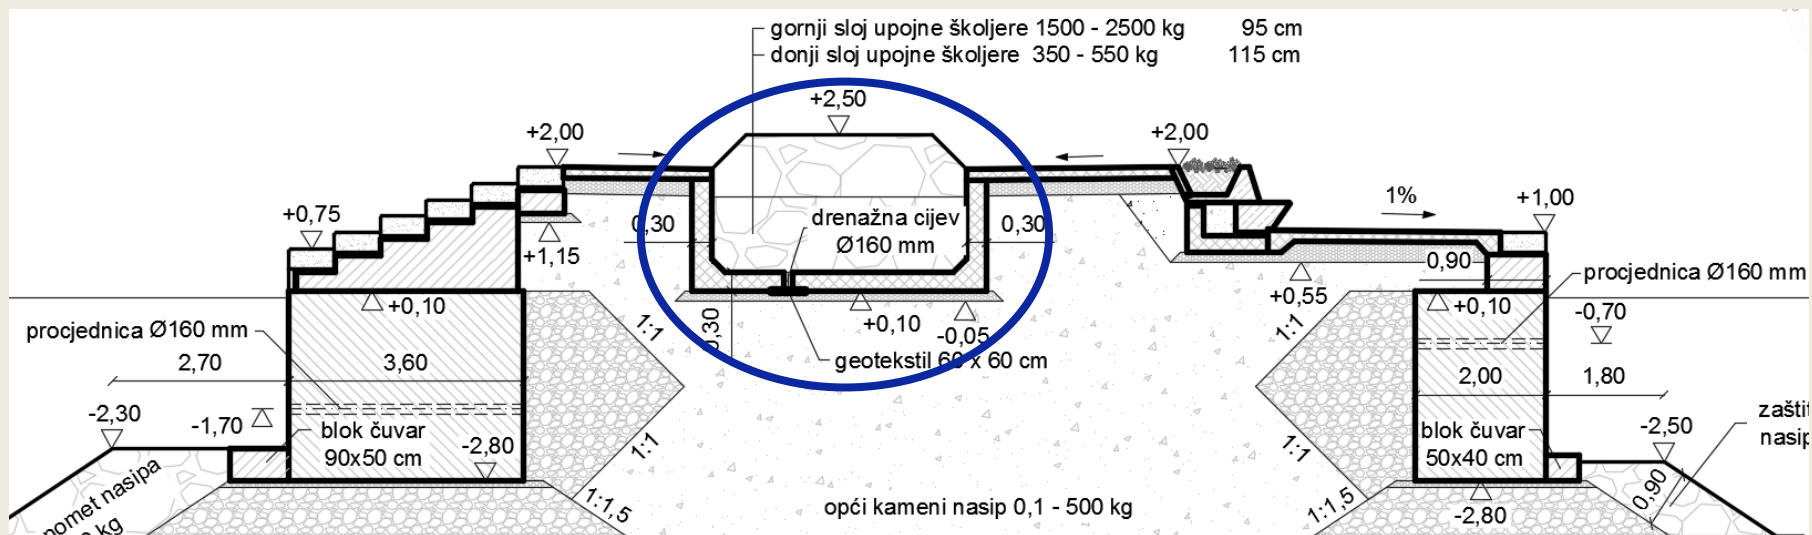 gornji sloj upojne školjere 1500 - 2500 kg 95 cm
donji sloj upojne školjere 350 - 550 kg 115 cm
+2,50
+2,00
+2,00
+0,75
1%
+1,00
0,30
drenažna cijev
Ø160 mm
0,30
+1,15
0,90
procjednica Ø160 mm
+0,55
+0,10
+0,10
-0,05
+0,10
-0,70
procjednica Ø160 mm
1:1
0,30
geotekstil 60 x 60 cm
1:1
2,70
3,60
2,00
1,80
-2,30
-1,70
blok čuvar
90x50 cm
-2,80
1:1
1:1
blok čuvar
50x40 cm
-2,50
nasipa
kg
1:1,5
opći kameni nasip 0,1 - 500 kg
1:1,5
-2,80
0,90